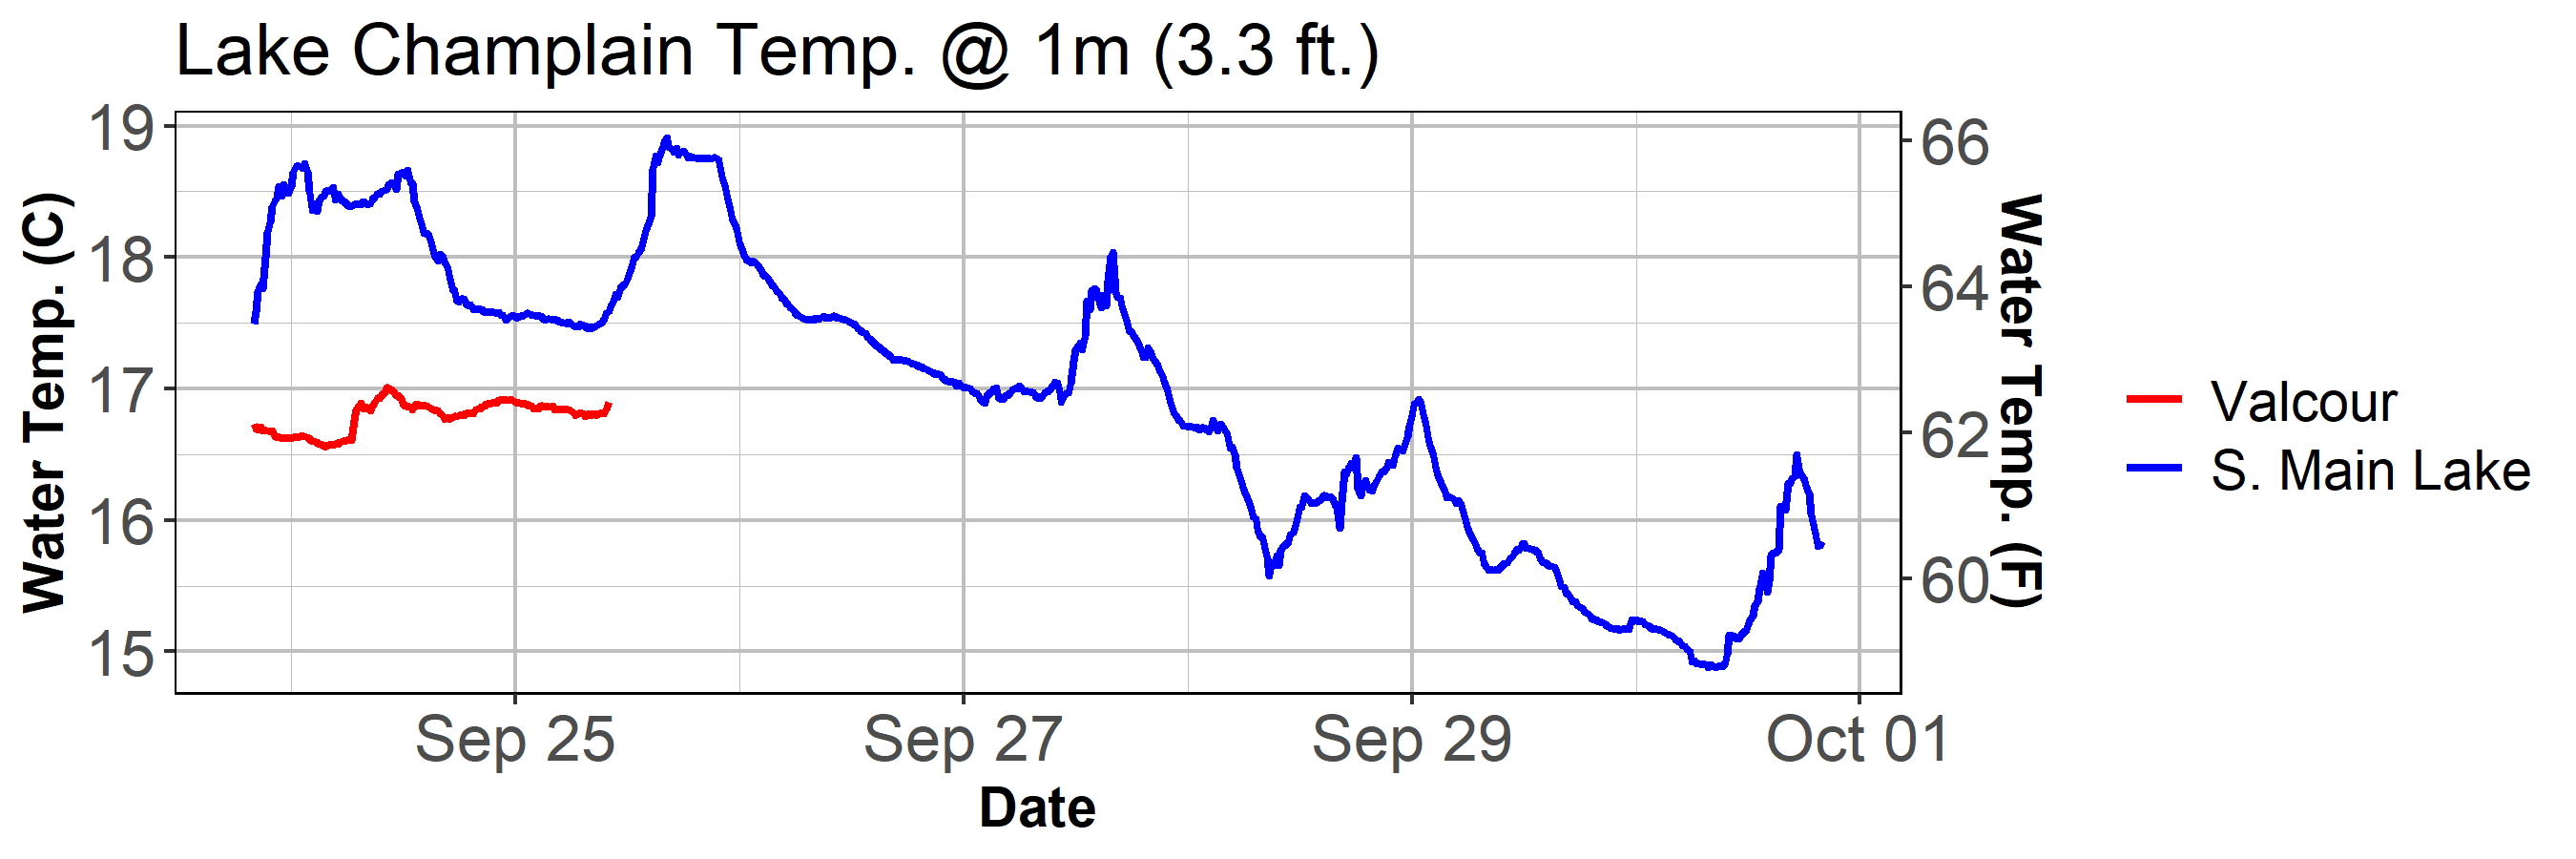 Lake Champlain Temp. @ 1m (3.3 ft.)
Water Temp. (C)
19
18
17
16
15
66
64
62
60
Water Temp. (F)
Sep 25
Sep 27
Sep 29
Oct 01
Date
Valcour
S. Main Lake